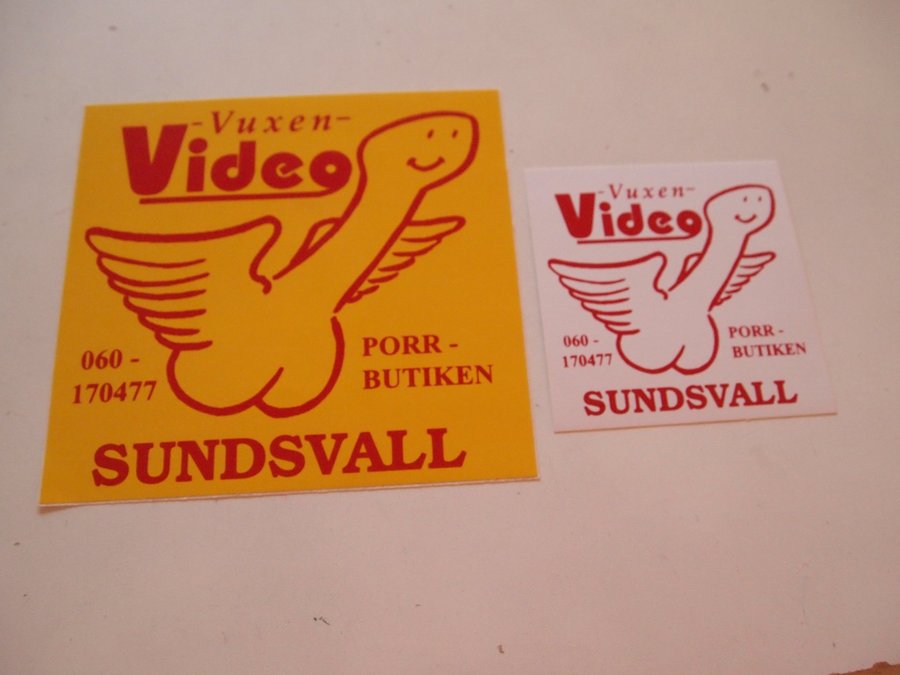 -Vuxen-
Video
060 -
170477
PORR -
BUTIKEN
SUNDSVALL
-Vuxen-
Video
060 -
170477
PORR -
BUTIKEN
SUNDSVALL